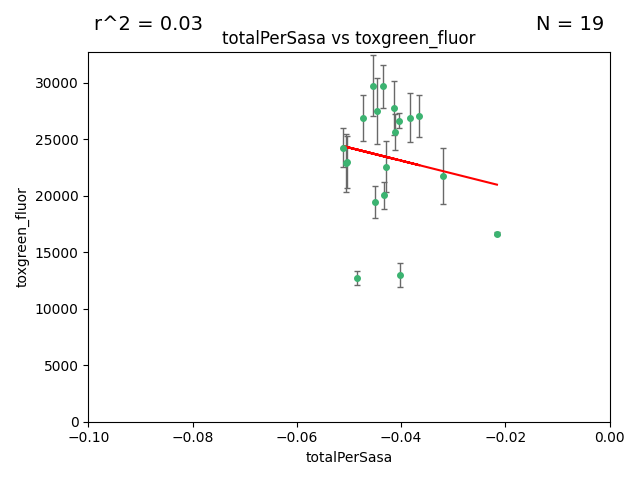 r^2 = 0.03
N = 19
totalPerSasa vs toxgreen_fluor
30000
25000
20000
15000
10000
5000
0
toxgreen_fluor
−0.10
−0.08
−0.06
−0.04
−0.02
0.00
totalPerSasa